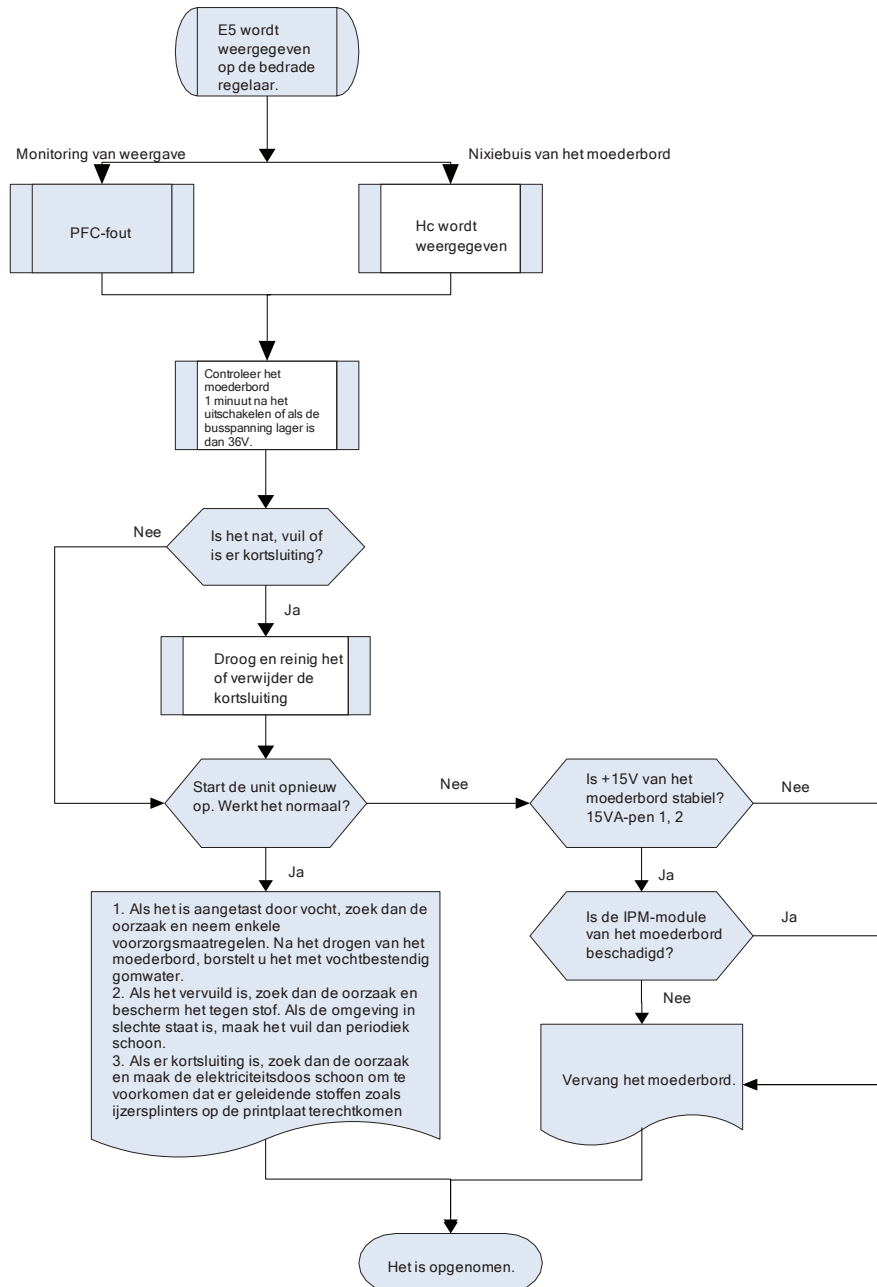 E5 wordt
weergegeven
op de bedrade
regelaar.
Monitoring van weergave
Nixiebuis van het moederbord
PFC-fout
Hc wordt
weergegeven
Controleer het
moederbord
1 minuut na het
uitschakelen of als de
busspanning lager is
dan 36V.
Nee
Is het nat, vuil of
is er kortsluiting?
Ja
Droog en reinig het
of verwijder de
kortsluiting
Start de unit opnieuw
op. Werkt het normaal?
Nee
Is +15V van het
moederbord stabiel?
15VA-pen 1, 2
Nee
Ja
Ja
1. Als het is aangetast door vocht, zoek dan de
oorzaak en neem enkele
voorzorgsmaatregelen. Na het drogen van het
moederbord, borstelt u het met vochtbestendig
gomwater.
2. Als het vervuild is, zoek dan de oorzaak en
bescherm het tegen stof. Als de omgeving in
slechte staat is, maak het vuil dan periodiek
schoon.
3. Als er kortsluiting is, zoek dan de oorzaak
en maak de elektriciteitsdoos schoon om te
voorkomen dat er geleidende stoffen zoals
ijzersplinters op de printplaat terechtkomen
Is de IPM-module
van het moederbord
beschadigd?
Ja
Nee
Vervang het moederbord.
Het is opgenomen.